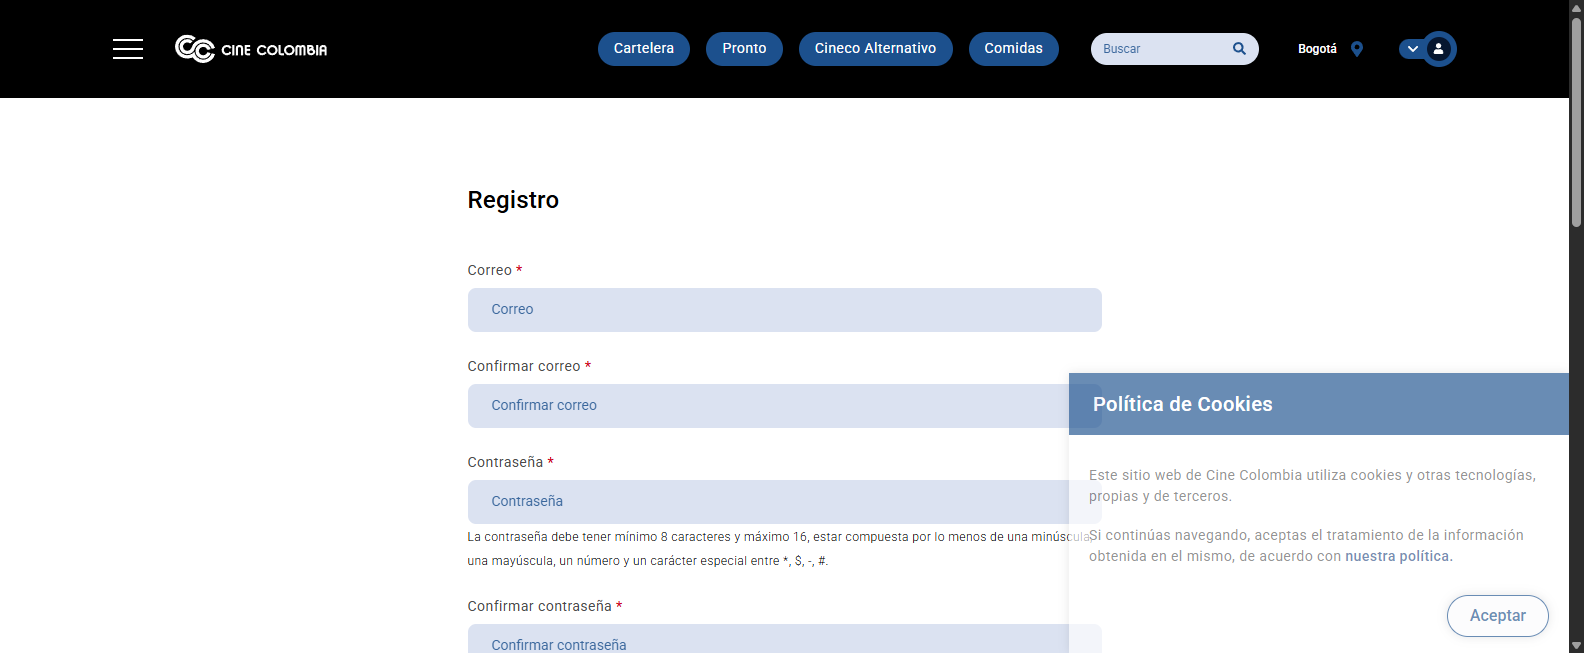 CINE COLOMBIA
Cartelera
Pronto
Cineco Alternativo
Comidas
Buscar
Bogotá
Registro
Correo *
Correo
Confirmar correo *
Confirmar correo
Contraseña *
Contraseña
La contraseña debe tener mínimo 8 caracteres y máximo 16, estar compuesta por lo menos de una minúscula,
una mayúscula, un número y un carácter especial entre *, $, -, #.
Confirmar contraseña *
Confirmar contraseña
Política de Cookies
Este sitio web de Cine Colombia utiliza cookies y otras tecnologías,
propias y de terceros.
Si continúas navegando, aceptas el tratamiento de la información
obtenida en el mismo, de acuerdo con nuestra política.
Aceptar